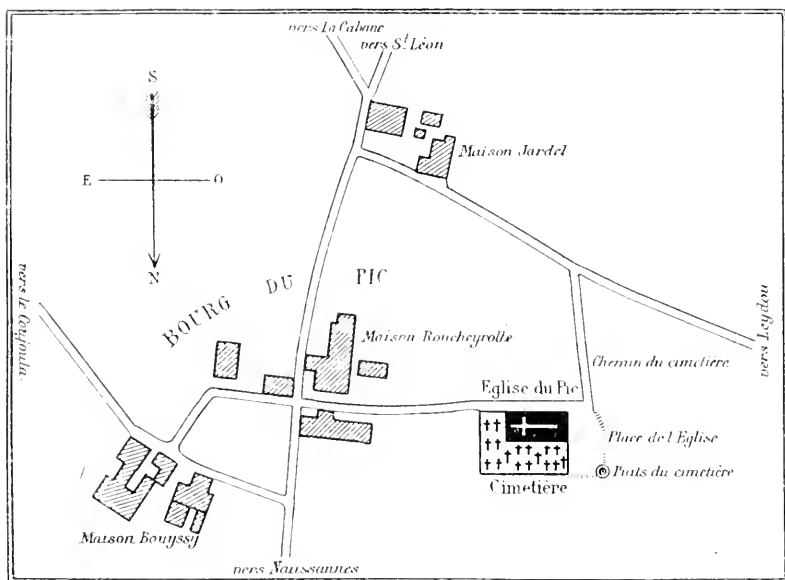 vers La Cabane
vers St. Léon
S
E
O
N
Maison Jardel
BOURG DU PIC
Maison Roucheyrolle
vers le Coujoula
vers Leydou
Chemin du cimetière
Eglise du Pic
Place de l'Eglise
Puits du cimetière
Cimetière
Maison Bouyssy
vers Naussannes